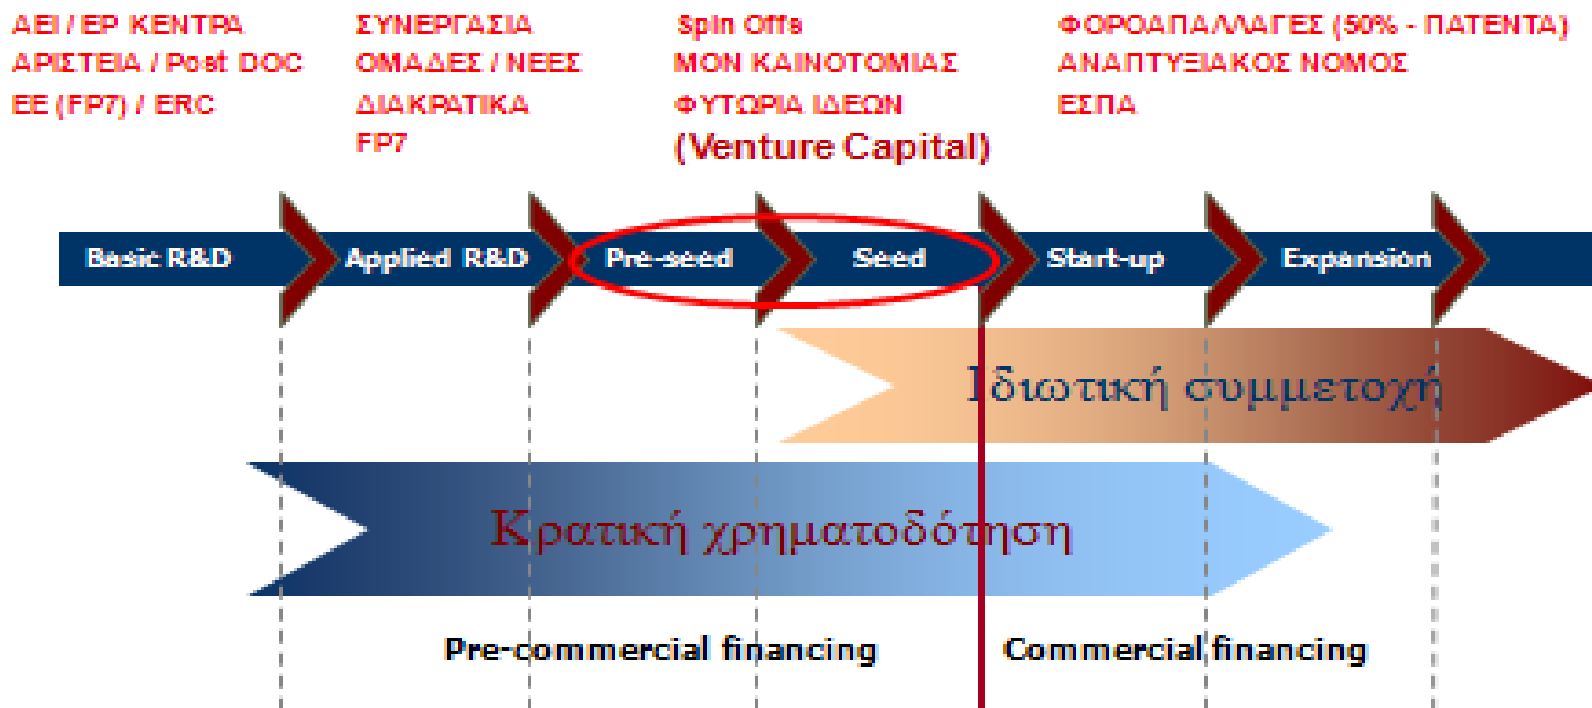 ΑΕΙ / ΕΡ ΚΕΝΤΡΑ
ΑΡΙΣΤΕΙΑ / Post DOC
ΕΕ (FP7) / ERC
ΣΥΝΕΡΓΑΣΙΑ
ΟΜΑΔΕΣ / ΝΕΕΣ
ΔΙΑΚΡΑΤΙΚΑ
FP7
Spin Offs
ΜΟΝ ΚΑΙΝΟΤΟΜΙΑΣ
ΦΥΤΩΡΙΑ ΙΔΕΩΝ
(Venture Capital)
ΦΟΡΟΑΠΑΛΛΑΓΕΣ (50% - ΠΑΤΕΝΤΑ)
ΑΝΑΠΤΥΞΙΑΚΟΣ ΝΟΜΟΣ
ΕΣΠΑ
Basic R&D
Applied R&D
Pre-seed
Seed
Start-up
Expansion
Ιδιωτική συμμετοχή
Κρατική χρηματοδότηση
Pre-commercial financing
Commercial financing